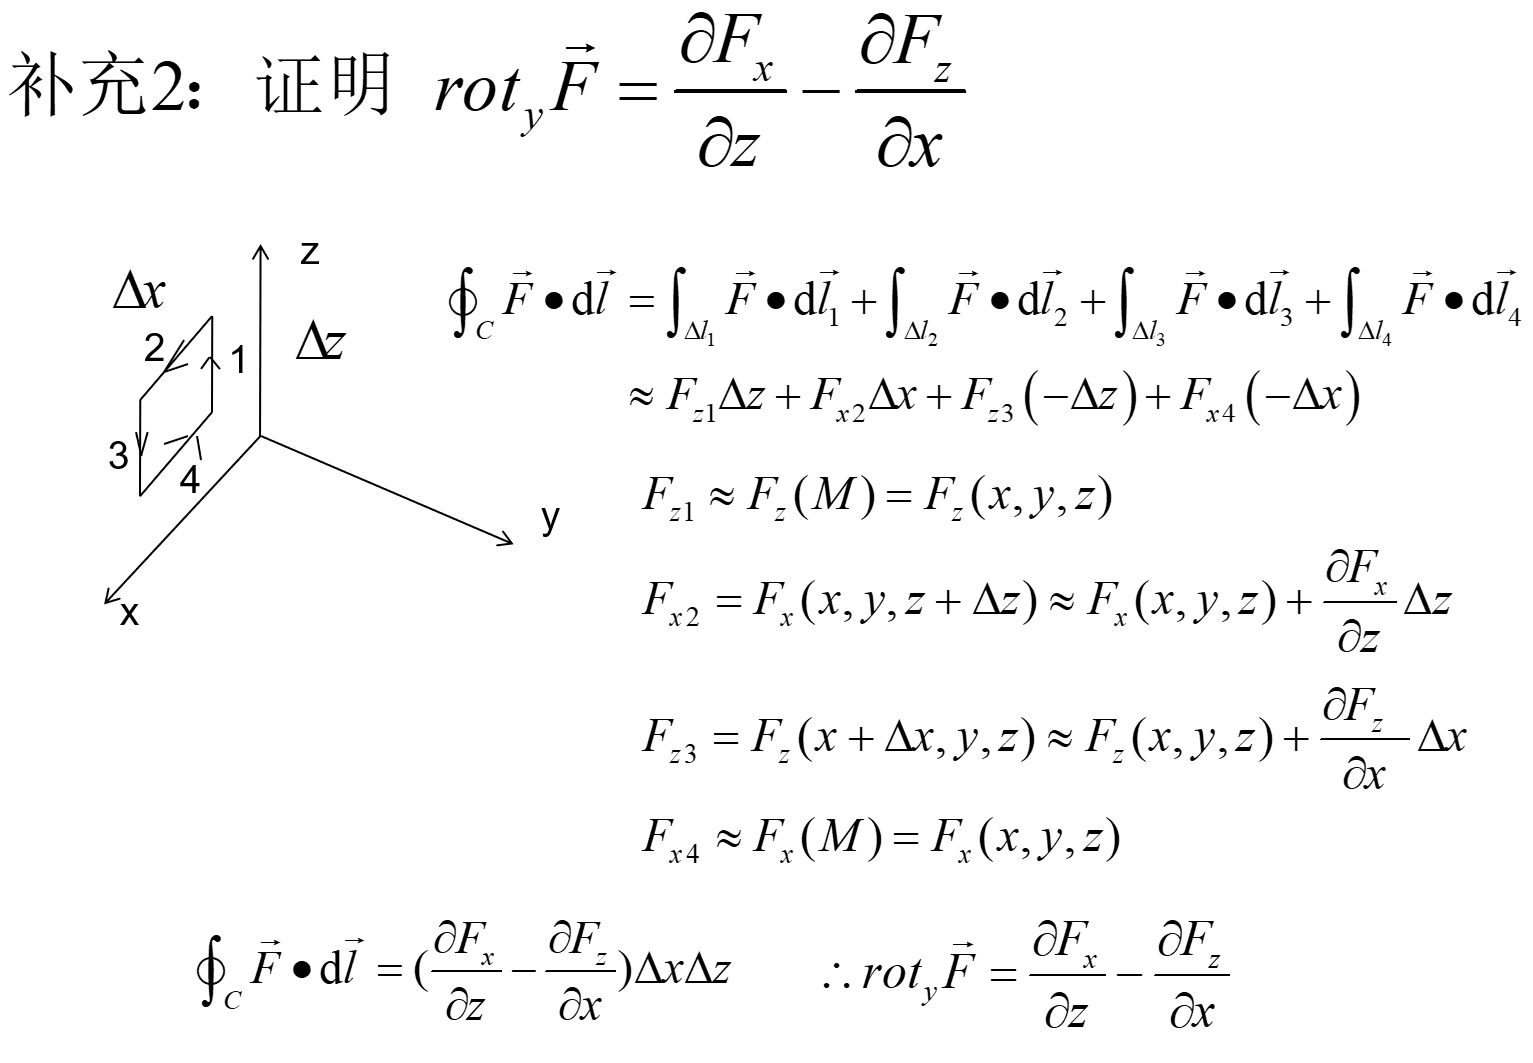 补充2： 证明 $rot_y\vec{F} = \frac{\partial F_x}{\partial z} - \frac{\partial F_z}{\partial x}$
z
Δx
Δz
2
1
3
4
y
x
$\oint_C \vec{F} \bullet d\vec{l} = \int_{\Delta l_1} \vec{F} \bullet d\vec{l}_1 + \int_{\Delta l_2} \vec{F} \bullet d\vec{l}_2 + \int_{\Delta l_3} \vec{F} \bullet d\vec{l}_3 + \int_{\Delta l_4} \vec{F} \bullet d\vec{l}_4$
$\approx F_{z1}\Delta z + F_{x2}\Delta x + F_{z3}(-\Delta z) + F_{x4}(-\Delta x)$
$F_{z1} \approx F_z(M) = F_z(x, y, z)$
$F_{x2} = F_x(x, y, z + \Delta z) \approx F_x(x, y, z) + \frac{\partial F_x}{\partial z}\Delta z$
$F_{z3} = F_z(x + \Delta x, y, z) \approx F_z(x, y, z) + \frac{\partial F_z}{\partial x}\Delta x$
$F_{x4} \approx F_x(M) = F_x(x, y, z)$
$\oint_C \vec{F} \bullet d\vec{l} = (\frac{\partial F_x}{\partial z} - \frac{\partial F_z}{\partial x})\Delta x\Delta z$ $\therefore rot_y\vec{F} = \frac{\partial F_x}{\partial z} - \frac{\partial F_z}{\partial x}$